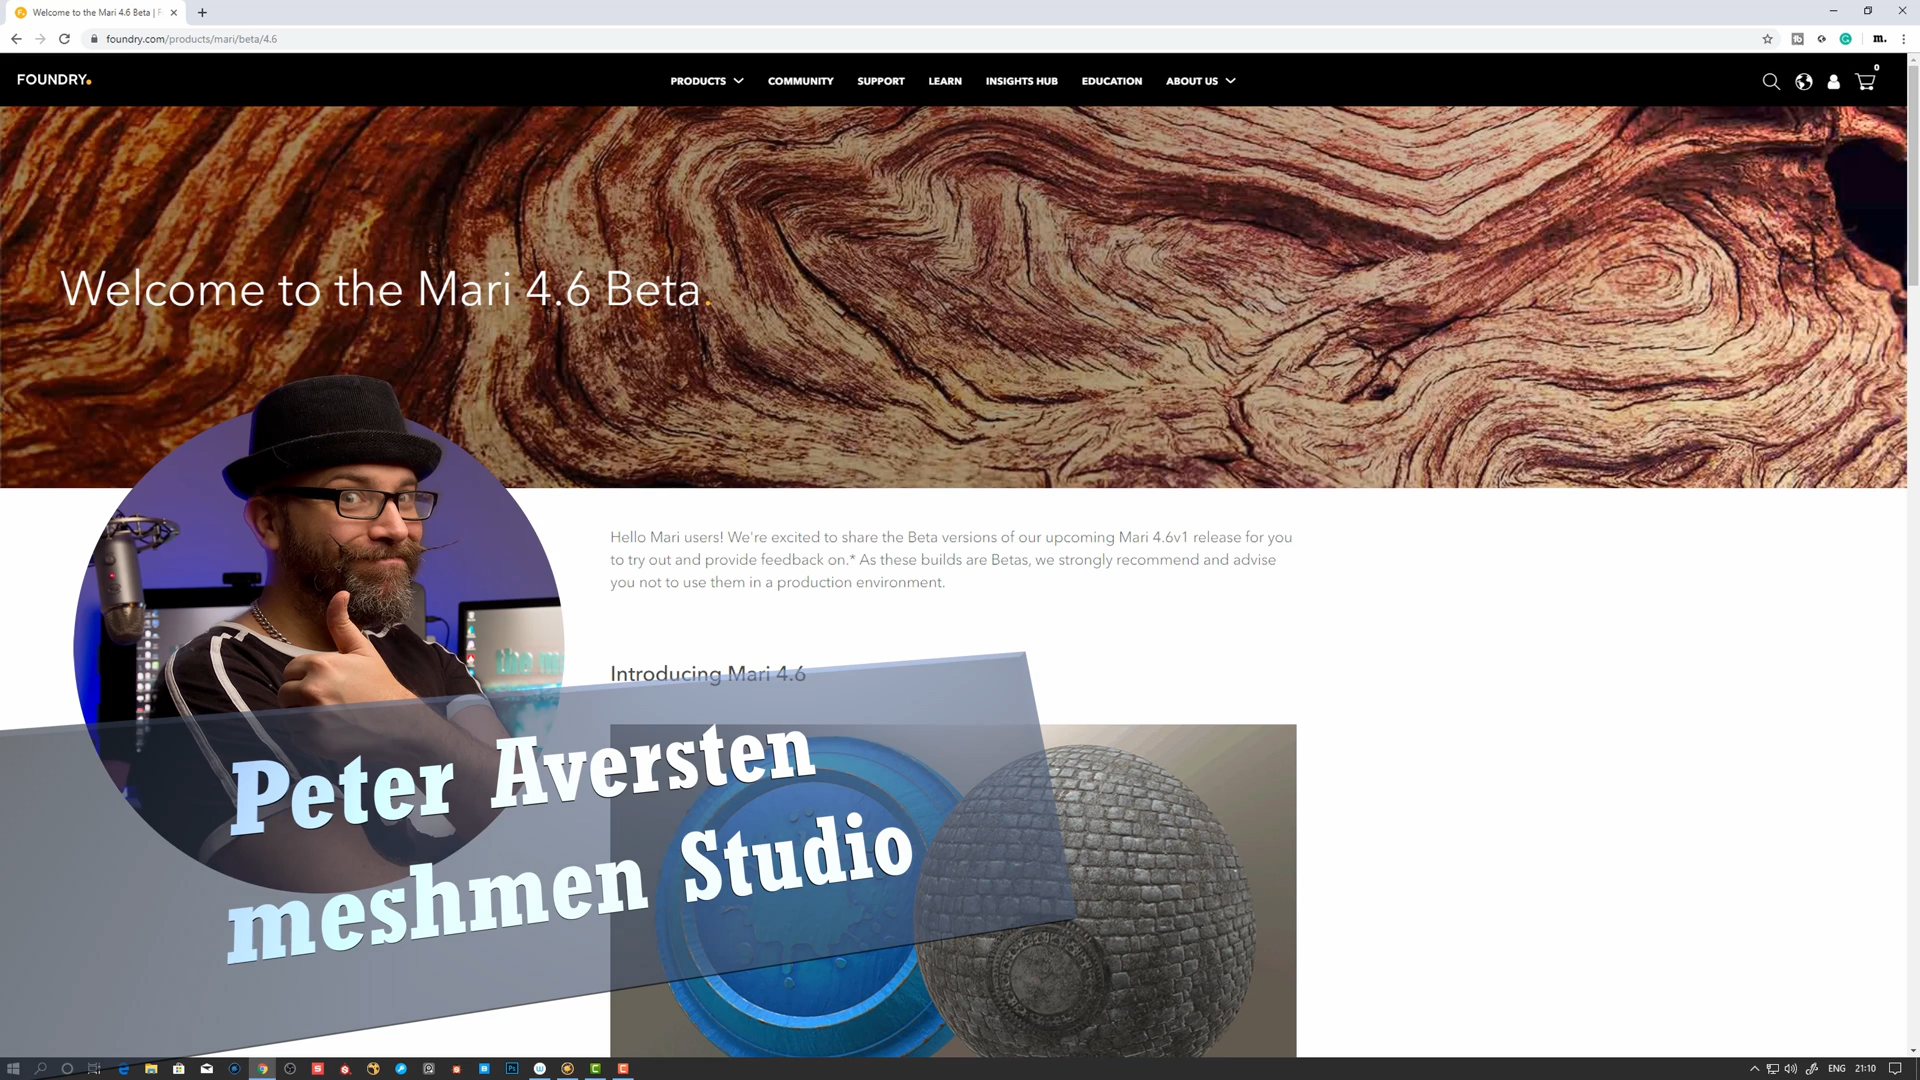 Welcome to the Mari 4.6 Beta | F
foundry.com/products/mari/beta/4.6
m.
FOUNDRY.
PRODUCTS
COMMUNITY
SUPPORT
LEARN
INSIGHTS HUB
EDUCATION
ABOUT US
0
Welcome to the Mari 4.6 Beta.
Hello Mari users! We're excited to share the Beta versions of our upcoming Mari 4.6v1 release for you
to try out and provide feedback on.* As these builds are Betas, we strongly recommend and advise
you not to use them in a production environment.
Introducing Mari 4.6
Peter Aversten
meshmen Studio
ENG
21:10